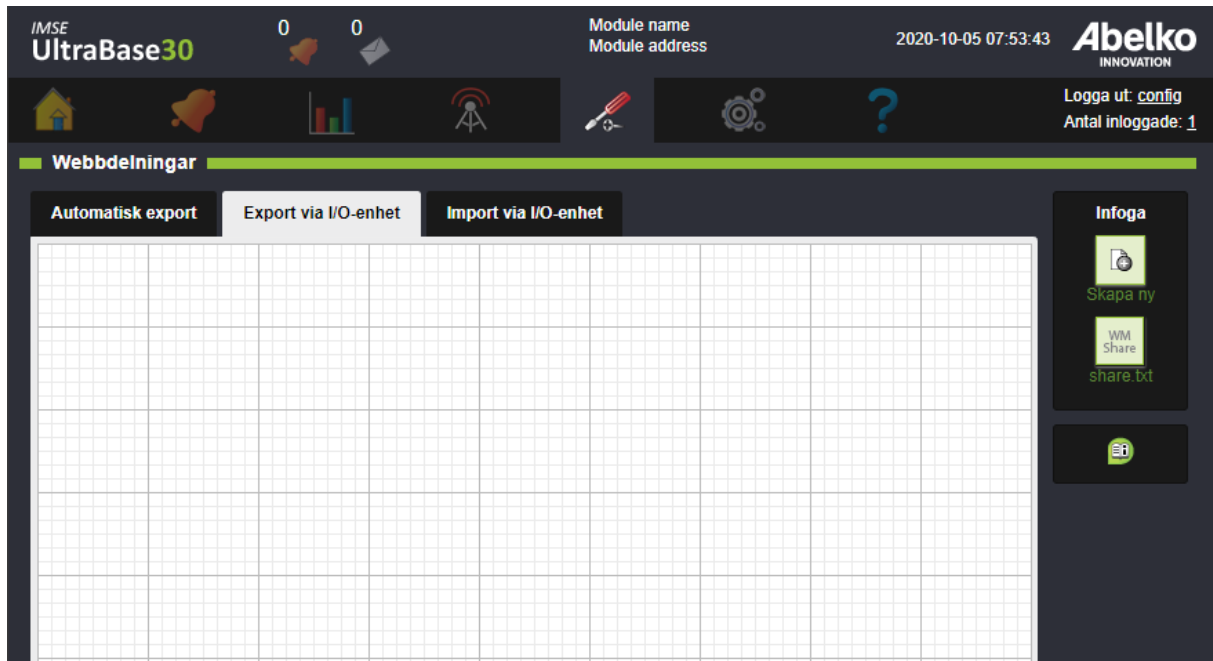 IMSE
UltraBase30
0
0
Module name
Module address
2020-10-05 07:53:43
Abelko
INNOVATION
?
Logga ut: config
Antal inloggade: 1
Webbdelningar
Automatisk export
Export via I/O-enhet
Import via I/O-enhet
Infoga
Skapa ny
WM
Share
share.txt